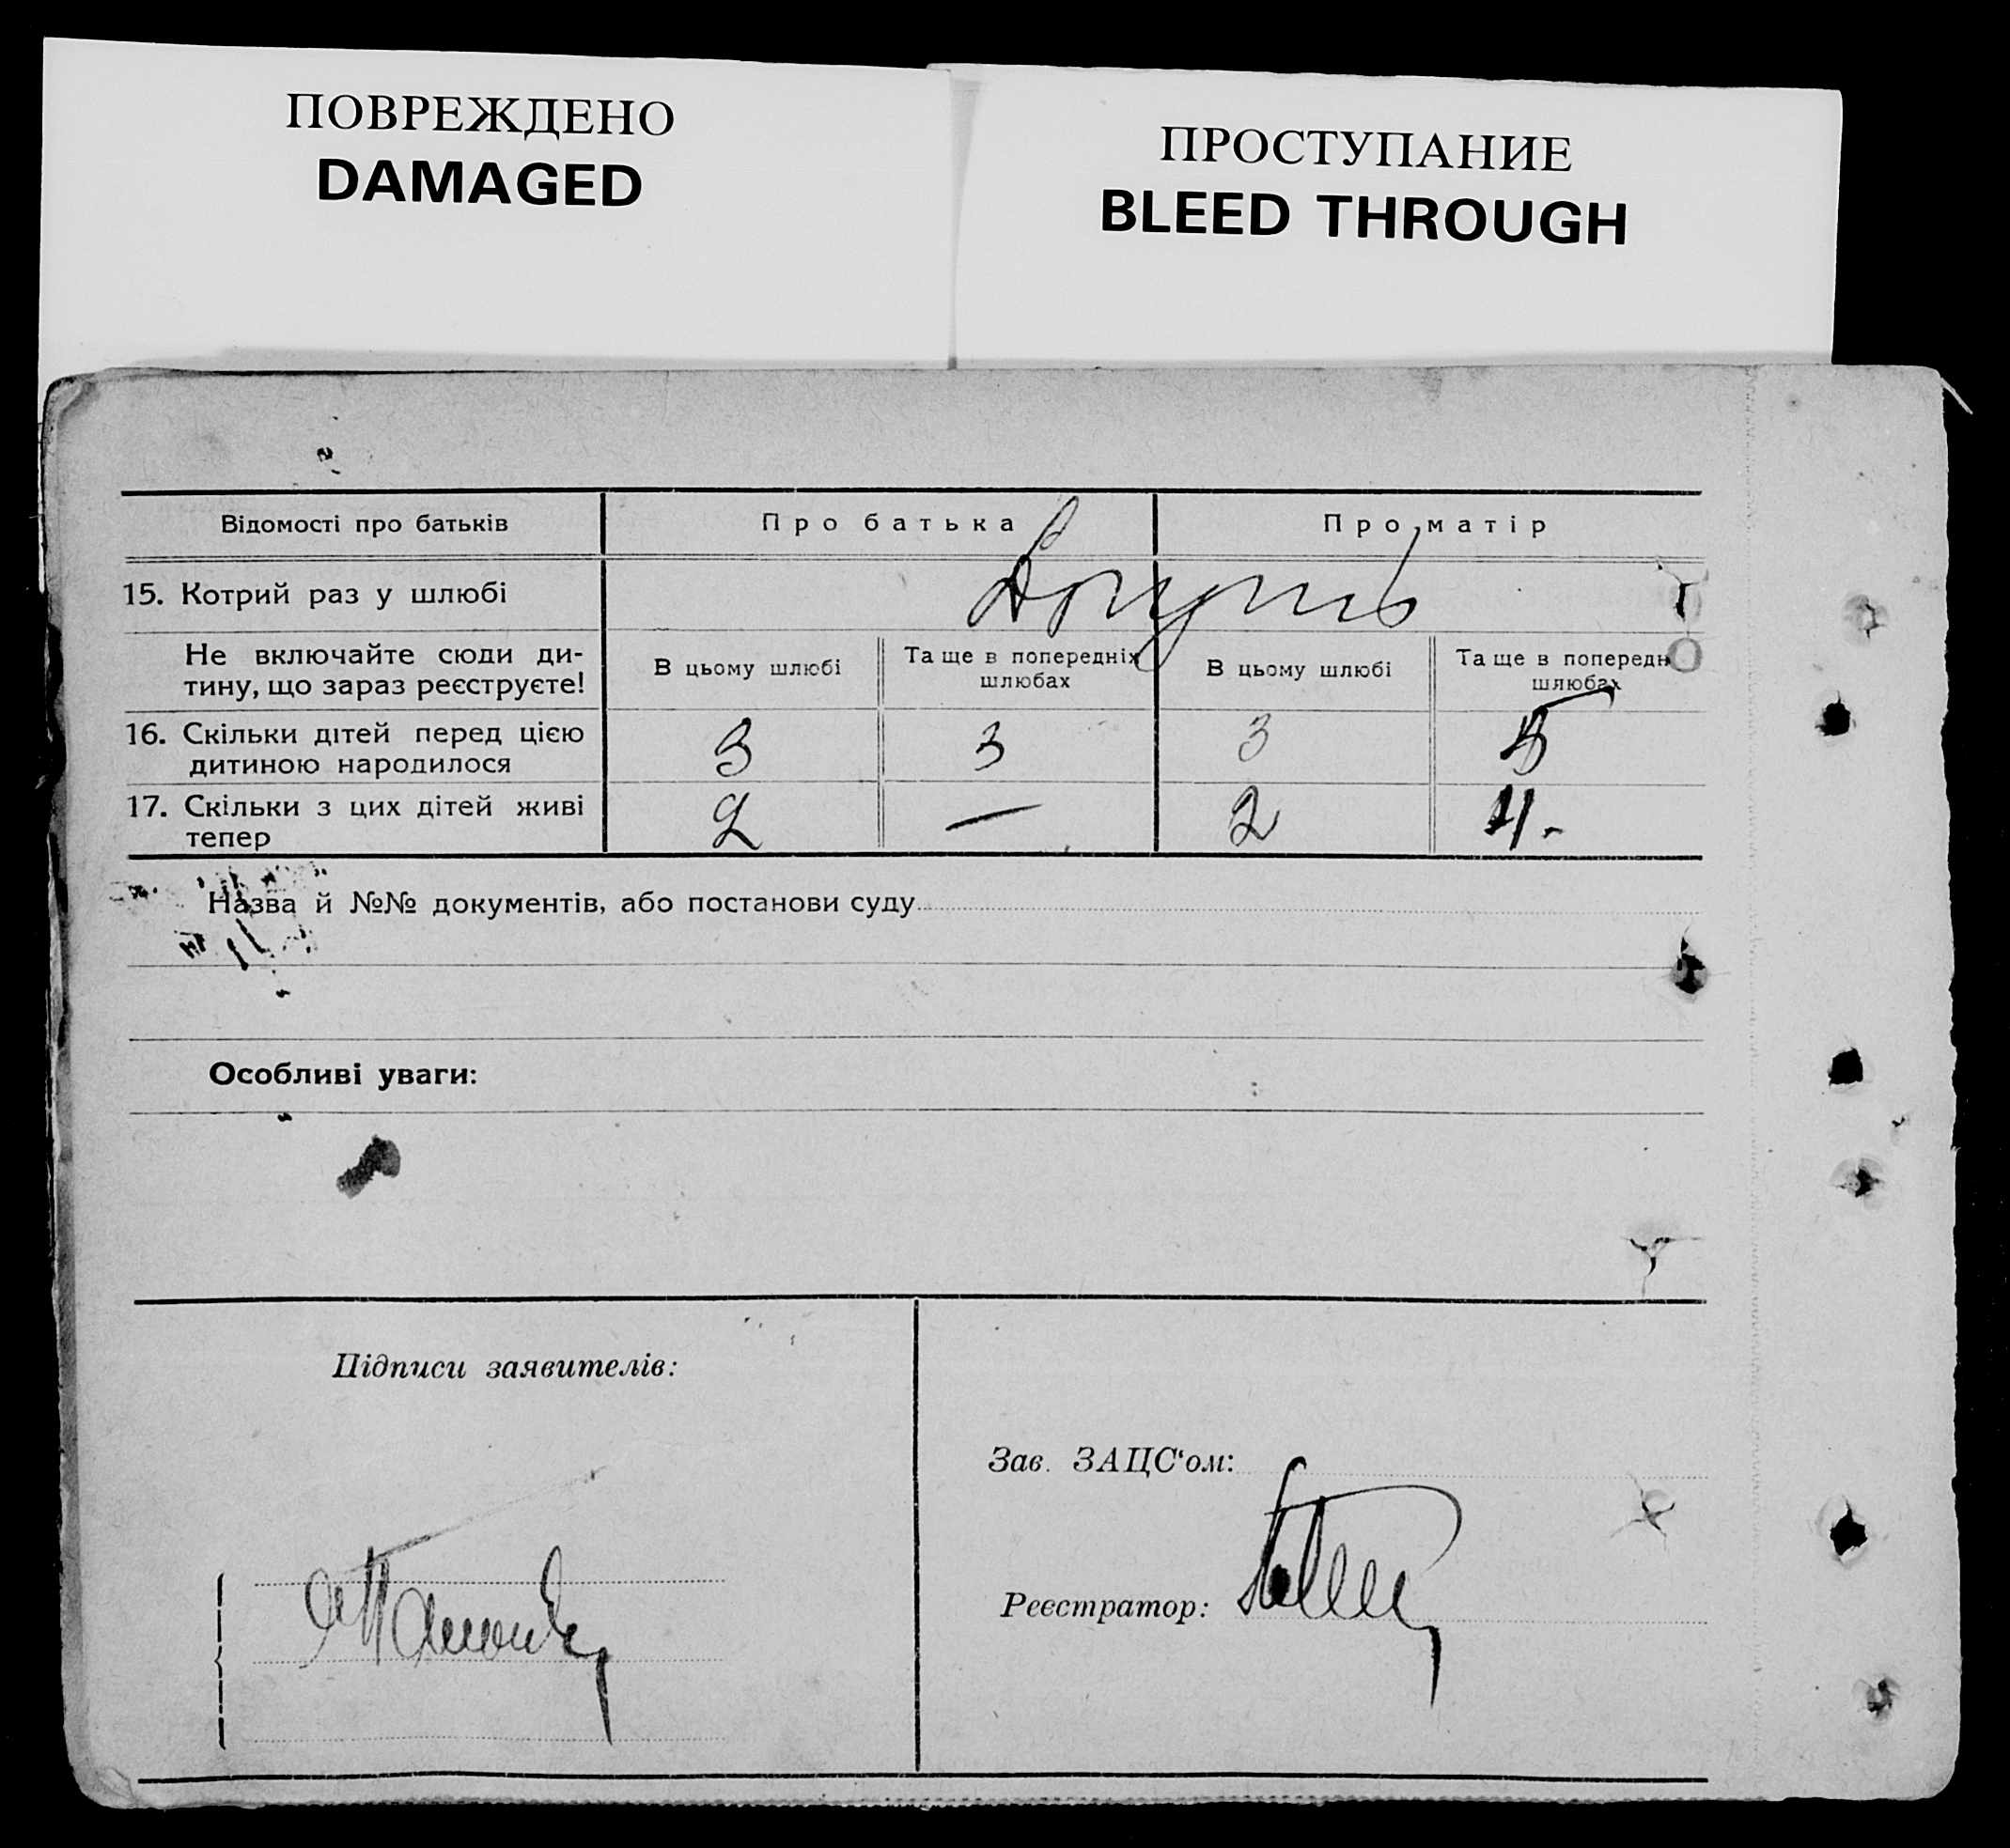 ПОВРЕЖДЕНО
DAMAGED
ПРОСТУПАНИЕ
BLEED THROUGH
Відомості про батьків
Про батька
Про матір
15. Котрий раз у шлюбі
Не включайте сюди ди-
тину, що зараз реєструєте!
В цьому шлюбі
Та ще в попередніх
шлюбах
В цьому шлюбі
Та ще в попередн
шлюбах
16. Скільки дітей перед цією
дитиною народилося
3
3
3
5
17. Скільки з цих дітей живі
тепер
2
—
2
4.
Назва й №№ документів, або постанови суду
Особливі уваги:
Підписи заявителів:
Зав. ЗАЦС‘ом:
Реєстратор: